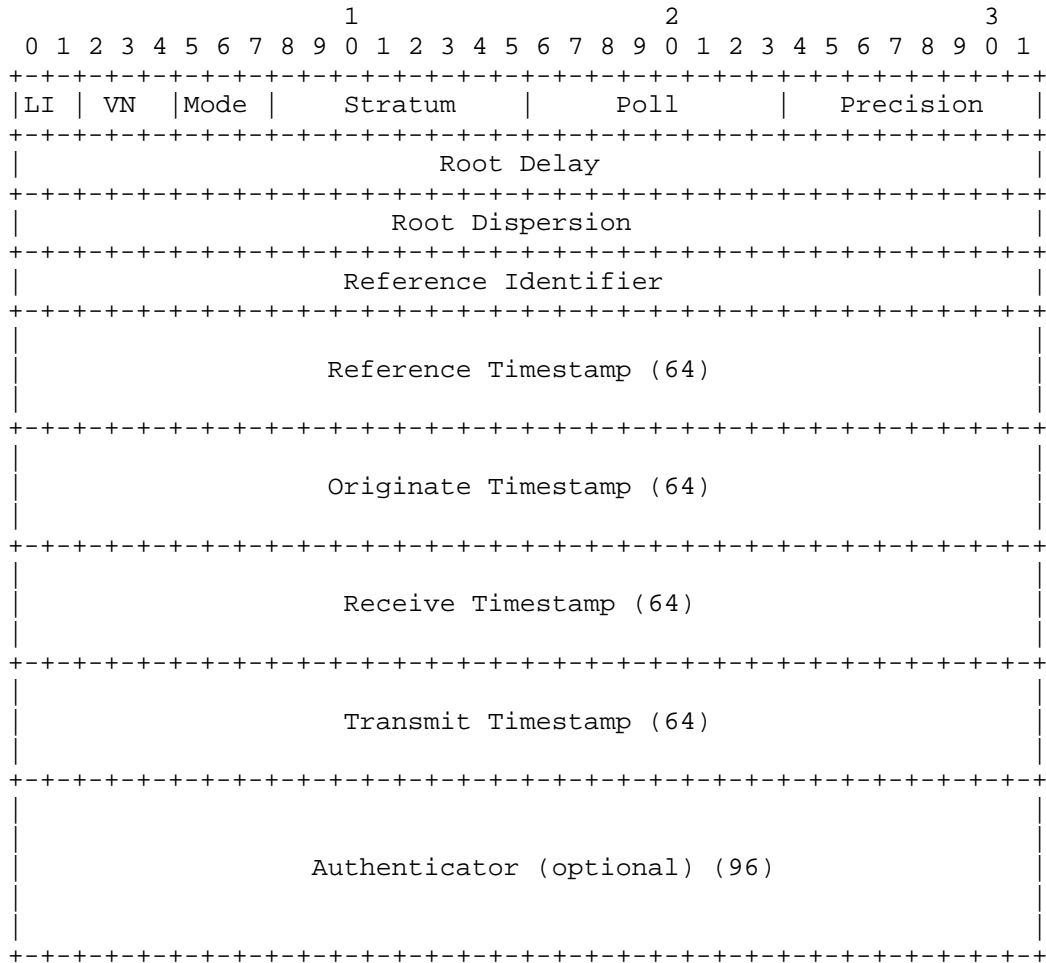 1                   2                   3
 0 1 2 3 4 5 6 7 8 9 0 1 2 3 4 5 6 7 8 9 0 1 2 3 4 5 6 7 8 9 0 1
+-+-+-+-+-+-+-+-+-+-+-+-+-+-+-+-+-+-+-+-+-+-+-+-+-+-+-+-+-+-+-+-+
|LI | VN  |Mode |    Stratum    |     Poll      |   Precision   |
+-+-+-+-+-+-+-+-+-+-+-+-+-+-+-+-+-+-+-+-+-+-+-+-+-+-+-+-+-+-+-+-+
|                          Root Delay                           |
+-+-+-+-+-+-+-+-+-+-+-+-+-+-+-+-+-+-+-+-+-+-+-+-+-+-+-+-+-+-+-+-+
|                       Root Dispersion                         |
+-+-+-+-+-+-+-+-+-+-+-+-+-+-+-+-+-+-+-+-+-+-+-+-+-+-+-+-+-+-+-+-+
|                    Reference Identifier                       |
+-+-+-+-+-+-+-+-+-+-+-+-+-+-+-+-+-+-+-+-+-+-+-+-+-+-+-+-+-+-+-+-+
|                                                               |
|                   Reference Timestamp (64)                    |
|                                                               |
+-+-+-+-+-+-+-+-+-+-+-+-+-+-+-+-+-+-+-+-+-+-+-+-+-+-+-+-+-+-+-+-+
|                                                               |
|                   Originate Timestamp (64)                    |
|                                                               |
+-+-+-+-+-+-+-+-+-+-+-+-+-+-+-+-+-+-+-+-+-+-+-+-+-+-+-+-+-+-+-+-+
|                                                               |
|                    Receive Timestamp (64)                     |
|                                                               |
+-+-+-+-+-+-+-+-+-+-+-+-+-+-+-+-+-+-+-+-+-+-+-+-+-+-+-+-+-+-+-+-+
|                                                               |
|                    Transmit Timestamp (64)                    |
|                                                               |
+-+-+-+-+-+-+-+-+-+-+-+-+-+-+-+-+-+-+-+-+-+-+-+-+-+-+-+-+-+-+-+-+
|                                                               |
|                                                               |
|                  Authenticator (optional) (96)                |
|                                                               |
|                                                               |
+-+-+-+-+-+-+-+-+-+-+-+-+-+-+-+-+-+-+-+-+-+-+-+-+-+-+-+-+-+-+-+-+